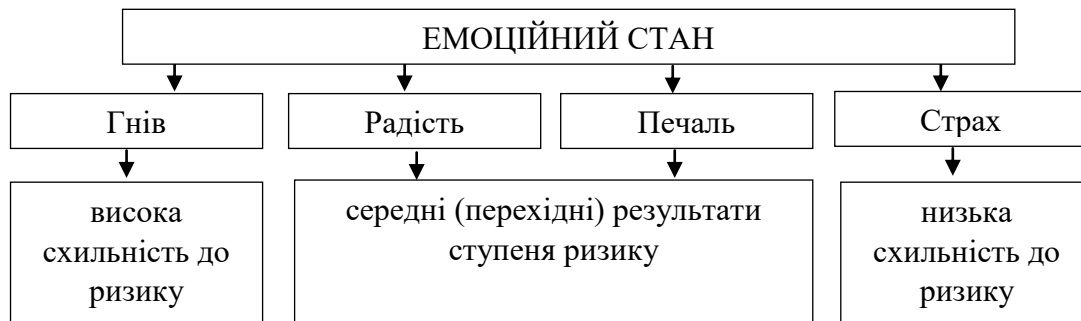 ЕМОЦІЙНИЙ СТАН
Гнів
Радість
Печаль
Страх
висока
схильність до
ризику
середні (перехідні) результати
ступеня ризику
низька
схильність до
ризику